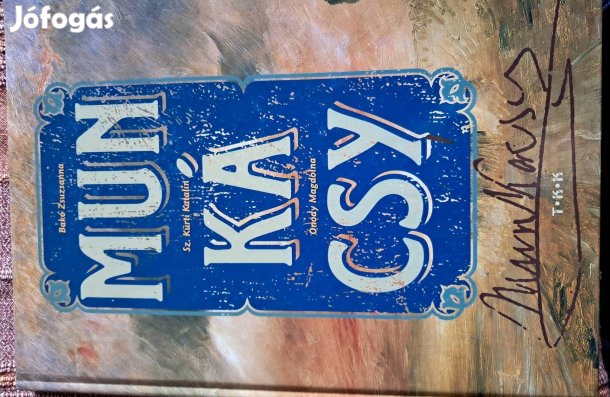 Jófogás
Bakó Zsuzsanna
MUN
Sz. Kürti Katalin
KÁ
Ónody Magdolna
CSY
Munkácsy
T•K•K